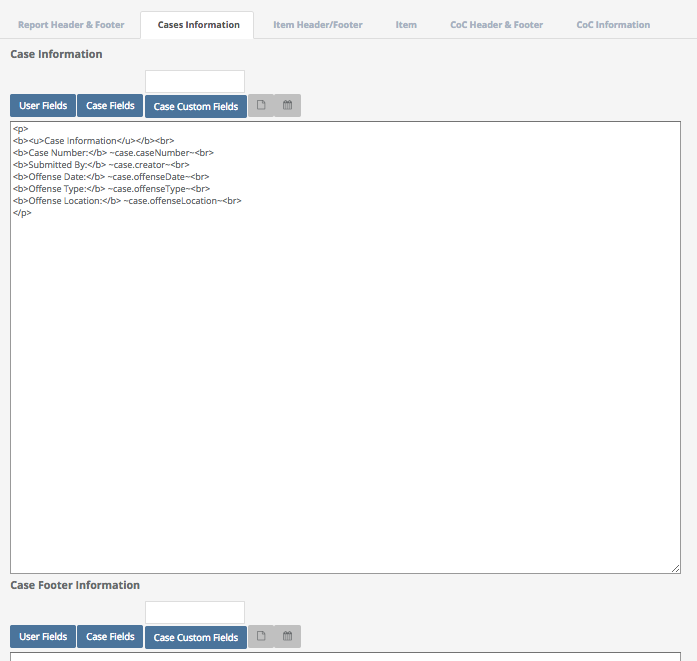 Report Header & Footer Cases Information Item Header/Footer Item CoC Header & Footer CoC Information
Case Information
User Fields Case Fields Case Custom Fields
<p>
<b><u>Case Information</u></b><br>
<b>Case Number:</b> ~case.caseNumber~<br>
<b>Submitted By:</b> ~case.creator~<br>
<b>Offense Date:</b> ~case.offenseDate~<br>
<b>Offense Type:</b> ~case.offenseType~<br>
<b>Offense Location:</b> ~case.offenseLocation~<br>
</p>
Case Footer Information
User Fields Case Fields Case Custom Fields